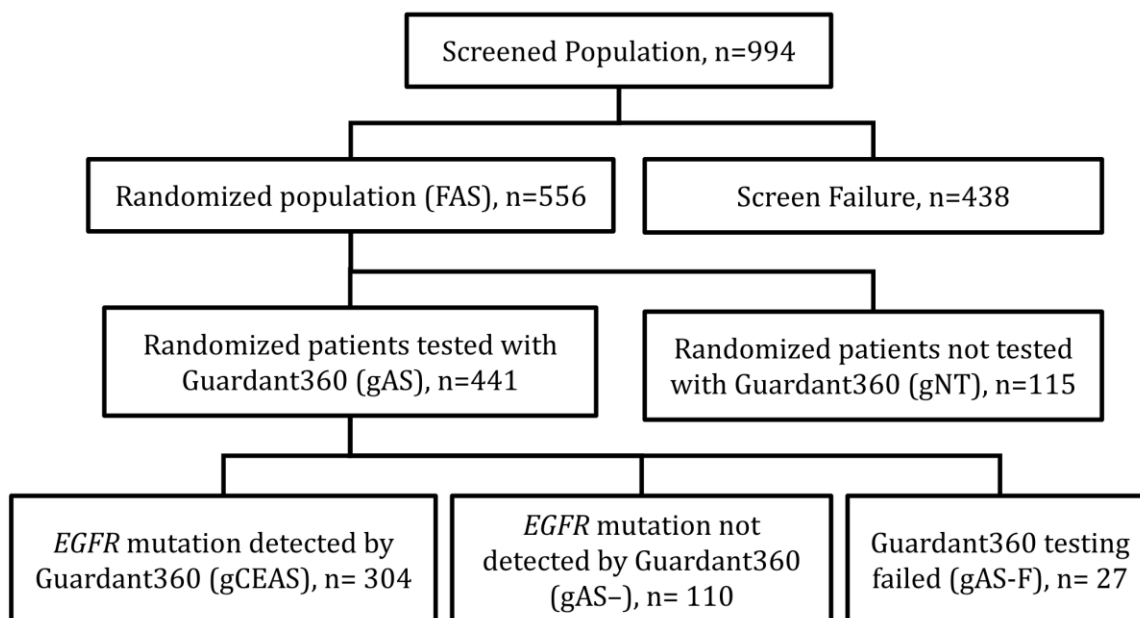 Screened Population, n=994
Randomized population (FAS), n=556
Screen Failure, n=438
Randomized patients tested with
Guardant360 (gAS), n=441
Randomized patients not tested
with Guardant360 (gNT), n=115
EGFR mutation detected by
Guardant360 (gCEAS), n= 304
EGFR mutation not
detected by Guardant360
(gAS–), n= 110
Guardant360 testing
failed (gAS-F), n= 27